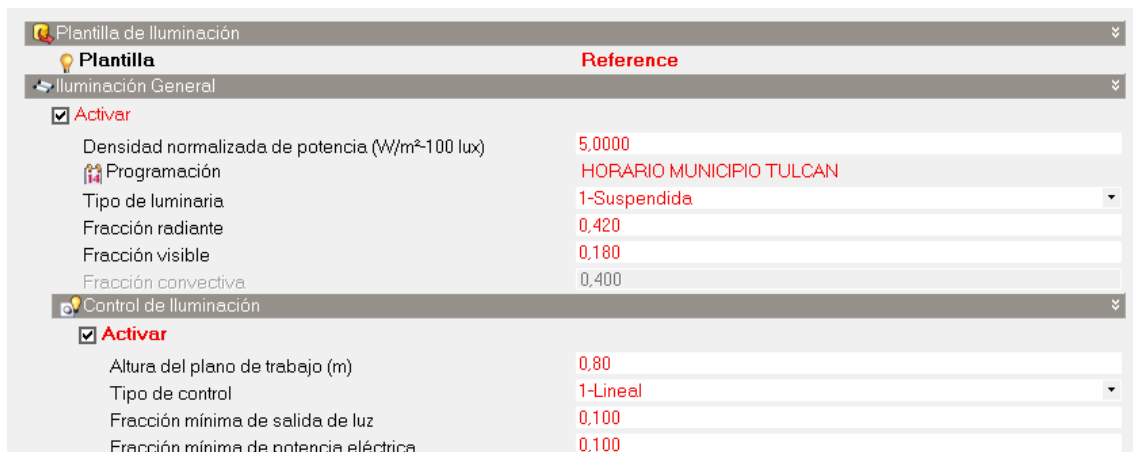 Plantilla de Iluminación
Plantilla Reference
Iluminación General
Activar
Densidad normalizada de potencia (W/m²-100 lux) 5,0000
14 Programación HORARIO MUNICIPIO TULCAN
Tipo de luminaria 1-Suspendida
Fracción radiante 0,420
Fracción visible 0,180
Fracción convectiva 0,400
Control de Iluminación
Activar
Altura del plano de trabajo (m) 0,80
Tipo de control 1-Lineal
Fracción mínima de salida de luz 0,100
Fracción mínima de potencia eléctrica 0,100